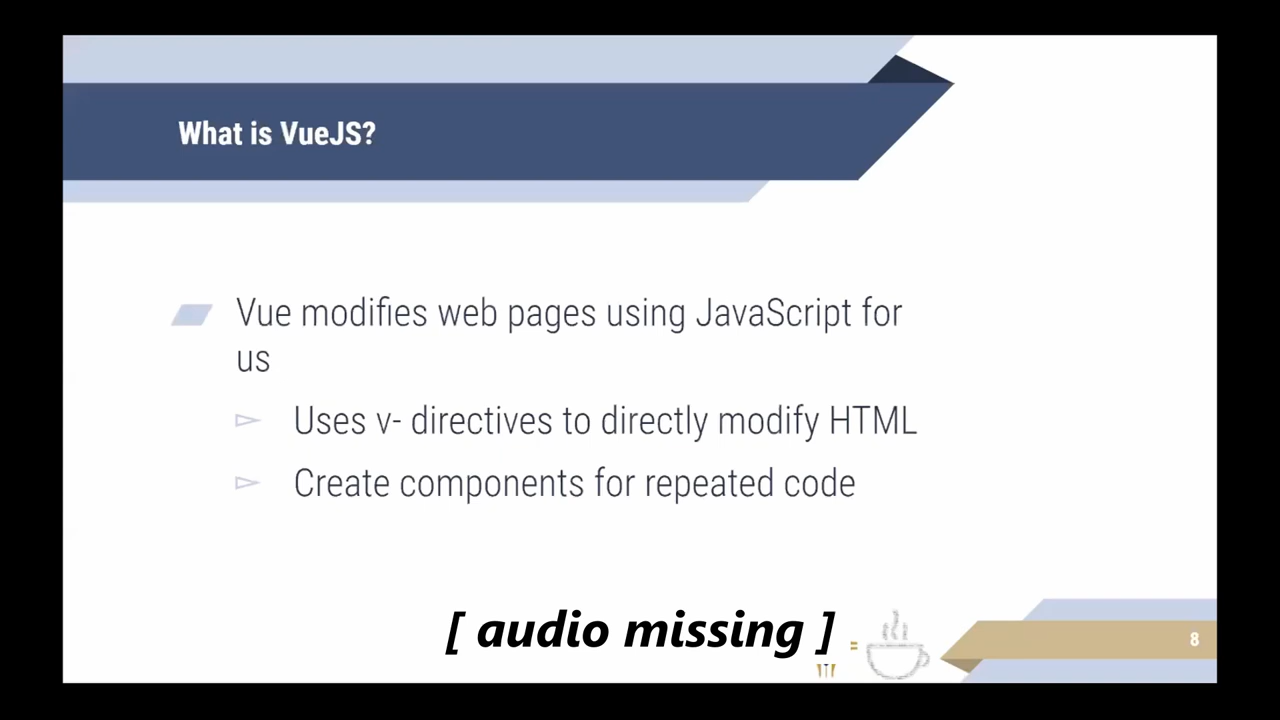 What is VueJS?
Vue modifies web pages using JavaScript for
us
Uses v- directives to directly modify HTML
Create components for repeated code
[ audio missing ]
8